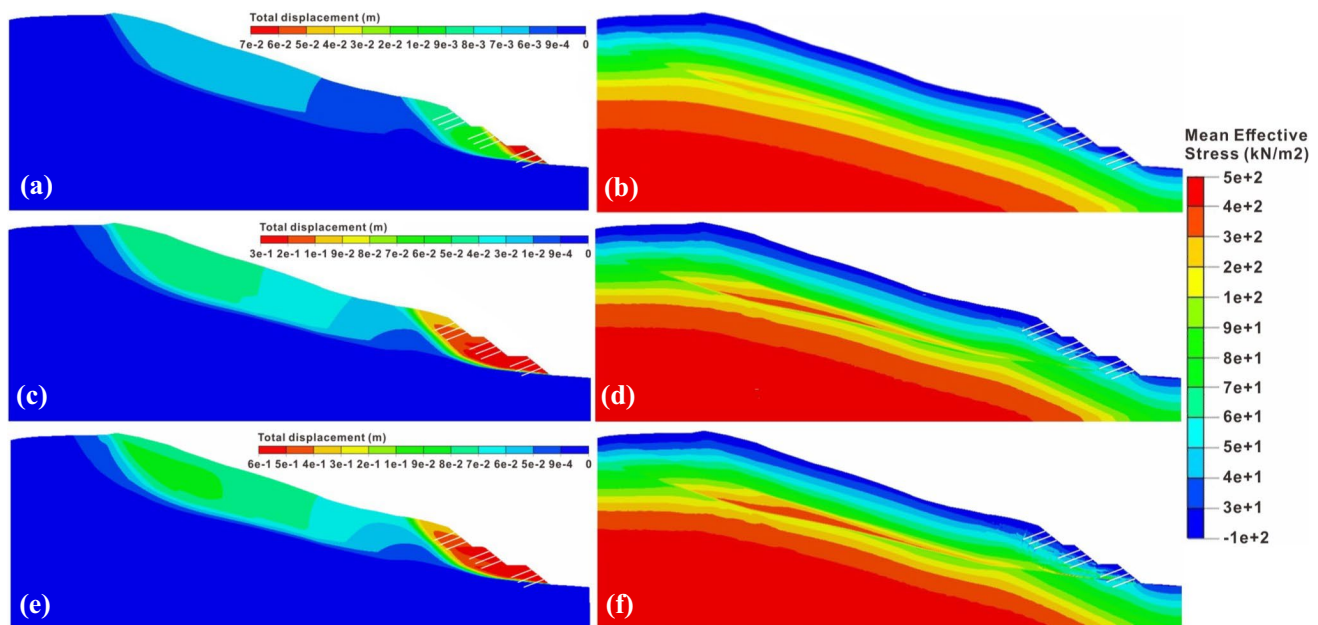 Total displacement (m)
7e-2 6e-2 5e-2 4e-2 3e-2 2e-2 1e-2 9e-3 8e-3 7e-3 6e-3 9e-4 0
(a)
(b)
Mean Effective
Stress (kN/m2)
5e+2
4e+2
3e+2
2e+2
1e+2
9e+1
8e+1
7e+1
6e+1
5e+1
4e+1
3e+1
-1e+2
Total displacement (m)
3e-1 2e-1 1e-1 9e-2 8e-2 7e-2 6e-2 5e-2 4e-2 3e-2 1e-2 9e-4 0
(c)
(d)
Total displacement (m)
6e-1 5e-1 4e-1 3e-1 2e-1 1e-1 9e-2 8e-2 7e-2 5e-2 2e-2 9e-4 0
(e)
(f)